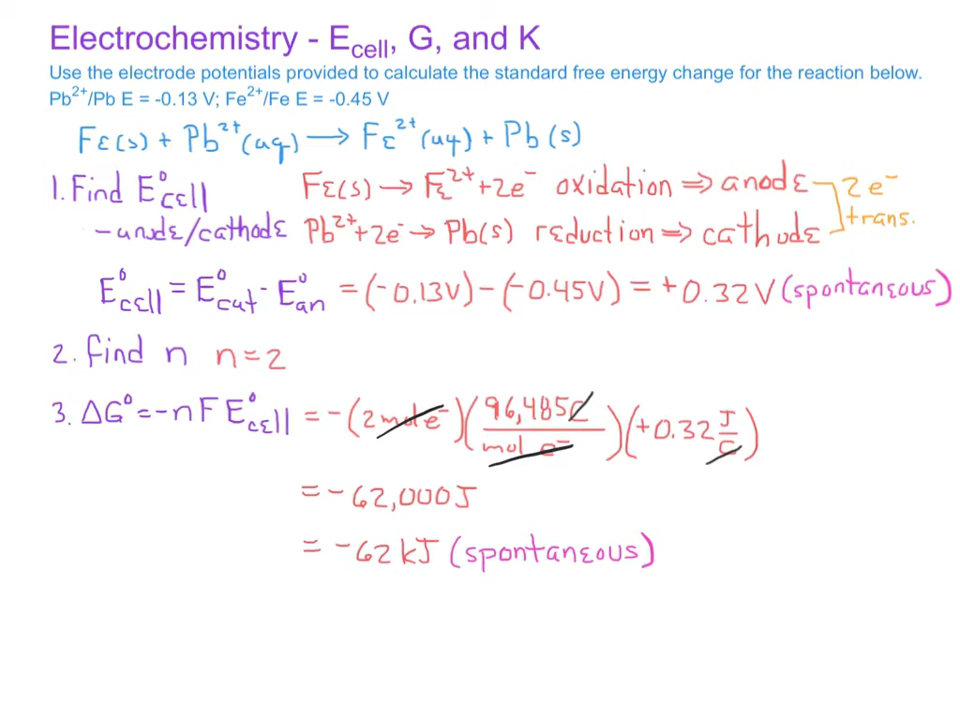 Electrochemistry - E_cell, G, and K
Use the electrode potentials provided to calculate the standard free energy change for the reaction below.
Pb²⁺/Pb E = -0.13 V; Fe²⁺/Fe E = -0.45 V
Fe(s) + Pb²⁺(aq) → Fe²⁺(aq) + Pb(s)
1. Find E°cell Fe(s) → Fe²⁺ + 2e⁻ oxidation ⇒ anode 2e⁻
- anode/cathode Pb²⁺ + 2e⁻ → Pb(s) reduction ⇒ cathode trans.
E°cell = E°cat - E°an = (-0.13V) - (-0.45V) = +0.32V (spontaneous)
2. find n n = 2
3. ΔG° = -nFE°cell = -(2 mol e⁻)(96,485C / mol e⁻)(+0.32 J/C)
= -62,000J
= -62 kJ (spontaneous)